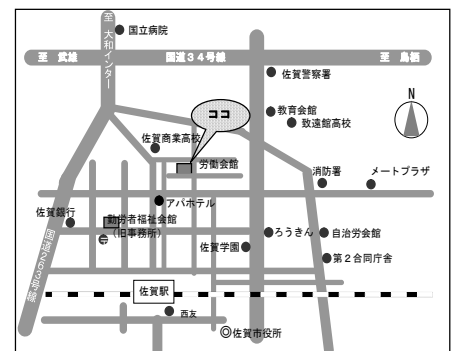 至 大和インター
国立病院
至 武雄
国道34号線
至 鳥栖
佐賀警察署
ココ
教育会館
致遠館高校
N
佐賀商業高校
労働会館
消防署
メートプラザ
アパホテル
佐賀銀行
勤労者福祉会館
(旧事務所)
〒
ろうきん
自治労会館
佐賀学園
第2合同庁舎
国道263号線
佐賀駅
西友
佐賀市役所